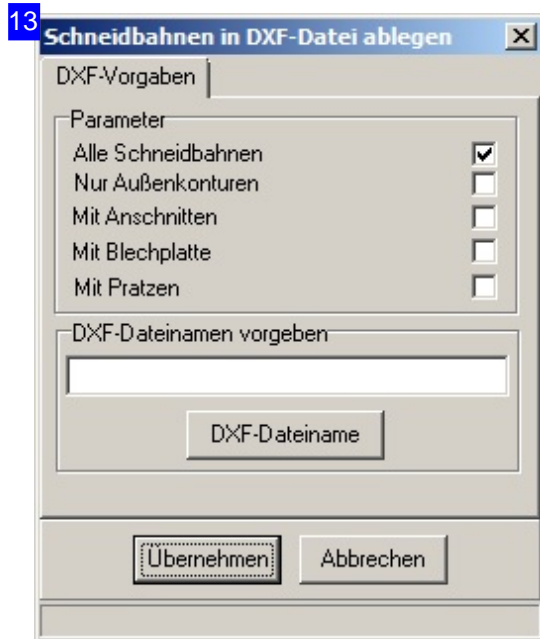 13
Schneidbahnen in DXF-Datei ablegen
DXF-Vorgaben
Parameter
Alle Schneidbahnen
Nur Außenkonturen
Mit Anschnitten
Mit Blechplatte
Mit Pratzen
DXF-Dateinamen vorgeben
DXF-Dateiname
Übernehmen Abbrechen